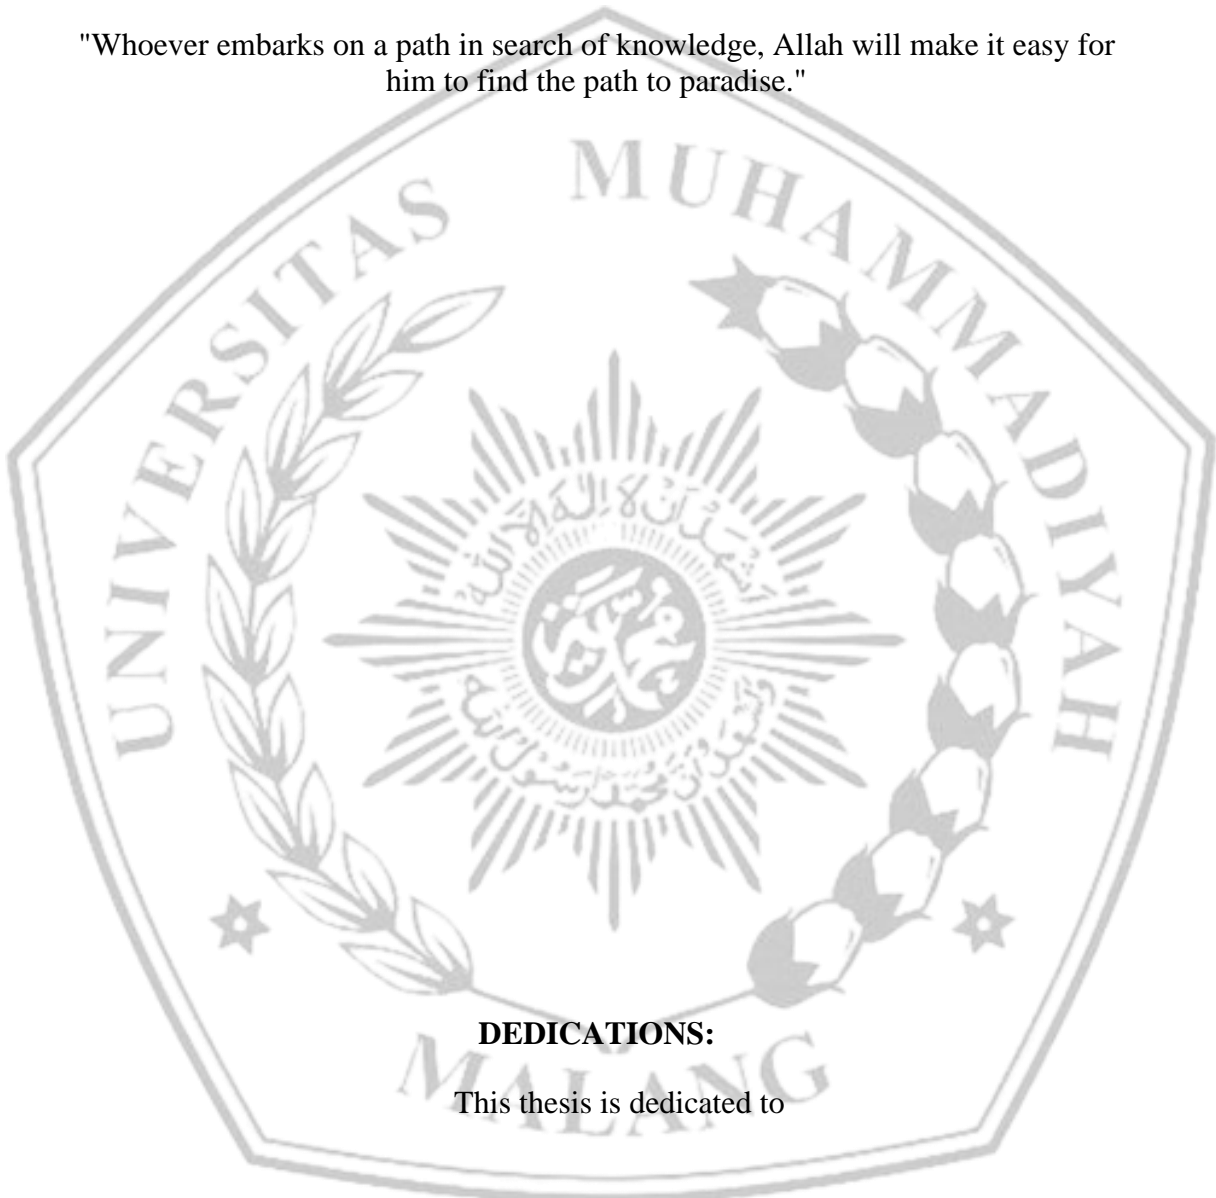 "Whoever embarks on a path in search of knowledge, Allah will make it easy for
him to find the path to paradise."
UNIVERSITAS MUHAMMADIYAH
MALANG
DEDICATIONS:
This thesis is dedicated to